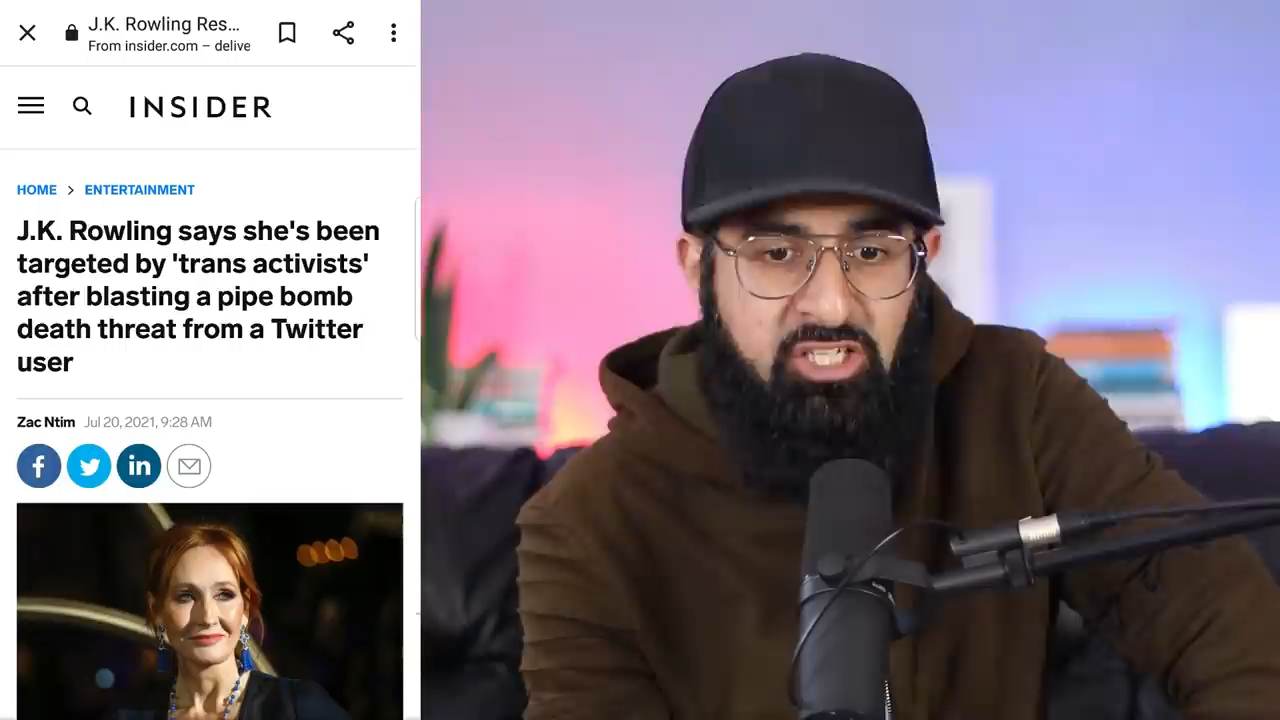 J.K. Rowling Res...
From insider.com – delive
INSIDER
HOME > ENTERTAINMENT
J.K. Rowling says she's been
targeted by 'trans activists'
after blasting a pipe bomb
death threat from a Twitter
user
Zac Ntim Jul 20, 2021, 9:28 AM